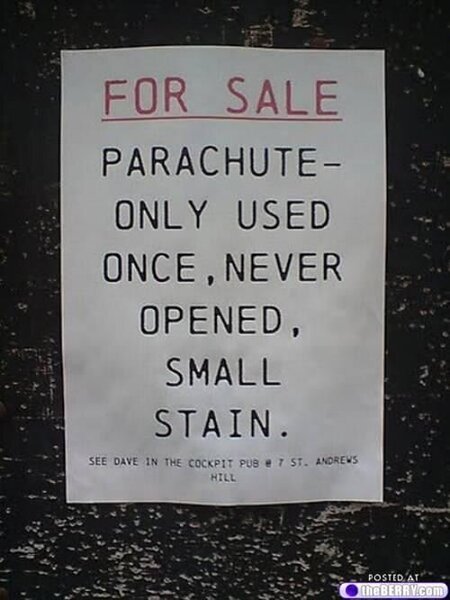 FOR SALE
PARACHUTE-
ONLY USED
ONCE,NEVER
OPENED,
SMALL
STAIN.
SEE DAVE IN THE COCKPIT PUB @ 7 ST. ANDREWS
HILL
POSTED AT
theBERRY.com